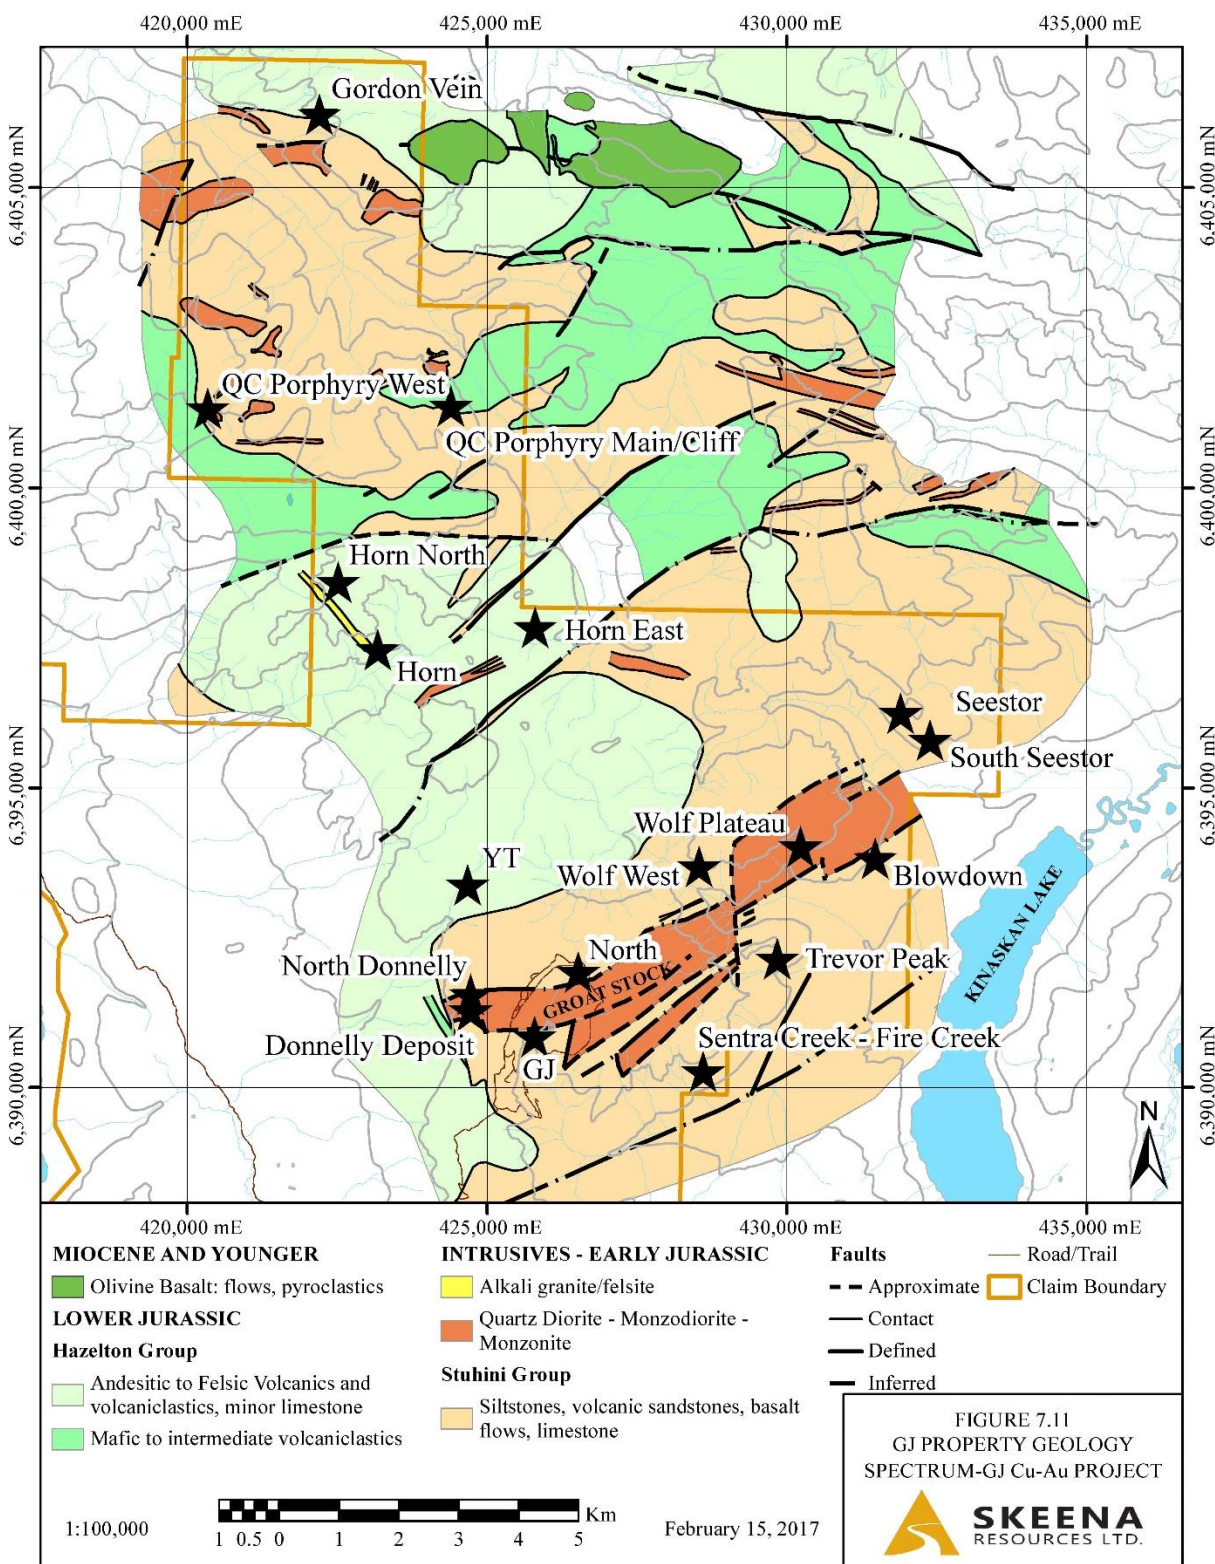 420,000 mE
425,000 mE
430,000 mE
435,000 mE
Gordon Vein
6,405,000 mN
6,405,000 mN
QC Porphyry West
QC Porphyry Main/Cliff
6,400,000 mN
6,400,000 mN
Horn North
Horn East
Horn
Seestor
South Seestor
6,395,000 mN
6,395,000 mN
Wolf Plateau
YT
Wolf West
Blowdown
North
Trevor Peak
North Donnelly
GROAT STOCK
KINASKAN LAKE
Donnelly Deposit
GJ
Sentra Creek - Fire Creek
6,390,000 mN
6,390,000 mN
N
420,000 mE
425,000 mE
430,000 mE
435,000 mE
MIOCENE AND YOUNGER
Olivine Basalt: flows, pyroclastics
LOWER JURASSIC
Hazelton Group
Andesitic to Felsic Volcanics and
volcaniclastics, minor limestone
Mafic to intermediate volcaniclastics
INTRUSIVES - EARLY JURASSIC
Alkali granite/felsite
Quartz Diorite - Monzodiorite -
Monzonite
Stuhini Group
Siltstones, volcanic sandstones, basalt
flows, limestone
Faults
Approximate
Contact
Defined
Inferred
Road/Trail
Claim Boundary
1:100,000
1 0.5 0 1 2 3 4 5
Km
February 15, 2017
FIGURE 7.11
GJ PROPERTY GEOLOGY
SPECTRUM-GJ Cu-Au PROJECT
SKEENA
RESOURCES LTD.